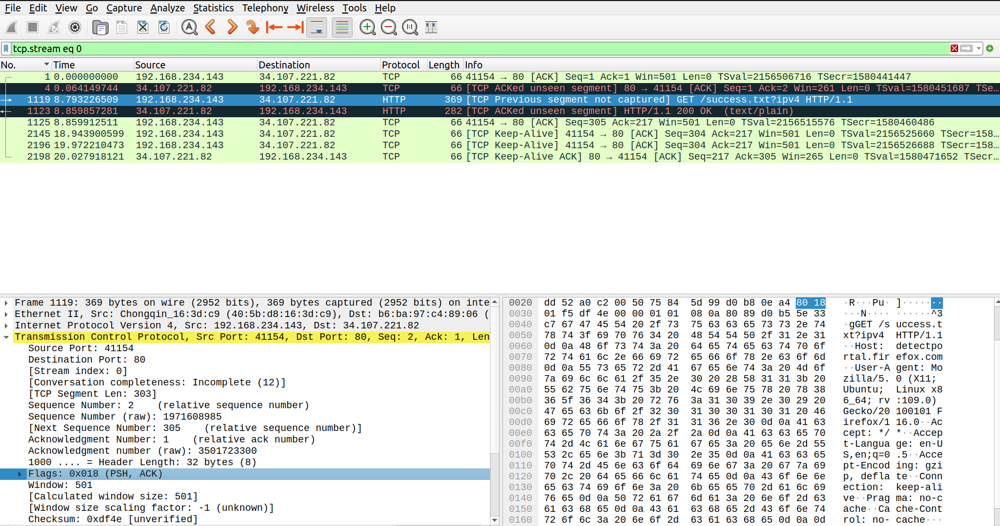 File Edit View Go Capture Analyze Statistics Telephony Wireless Tools Help
tcp.stream eq 0
No. Time Source Destination Protocol Length Info
1 0.000000000 192.168.234.143 34.107.221.82 TCP 66 41154 → 80 [ACK] Seq=1 Ack=1 Win=501 Len=0 TSval=2156506716 TSecr=1580441447
4 0.064149744 34.107.221.82 192.168.234.143 TCP 66 [TCP ACKed unseen segment] 80 → 41154 [ACK] Seq=1 Ack=2 Win=261 Len=0 TSval=1580451687 TSe…
1119 8.793226509 192.168.234.143 34.107.221.82 HTTP 369 [TCP Previous segment not captured] GET /success.txt?ipv4 HTTP/1.1
1123 8.859857281 34.107.221.82 192.168.234.143 HTTP 282 [TCP ACKed unseen segment] HTTP/1.1 200 OK  (text/plain)
1125 8.859912511 192.168.234.143 34.107.221.82 TCP 66 41154 → 80 [ACK] Seq=305 Ack=217 Win=501 Len=0 TSval=2156515576 TSecr=1580460486
2145 18.943900599 192.168.234.143 34.107.221.82 TCP 66 [TCP Keep-Alive] 41154 → 80 [ACK] Seq=304 Ack=217 Win=501 Len=0 TSval=2156525660 TSecr=158…
2196 19.972210473 192.168.234.143 34.107.221.82 TCP 66 [TCP Keep-Alive] 41154 → 80 [ACK] Seq=304 Ack=217 Win=501 Len=0 TSval=2156526688 TSecr=158…
2198 20.027918121 34.107.221.82 192.168.234.143 TCP 66 [TCP Keep-Alive ACK] 80 → 41154 [ACK] Seq=217 Ack=305 Win=265 Len=0 TSval=1580471652 TSecr…
Frame 1119: 369 bytes on wire (2952 bits), 369 bytes captured (2952 bits) on inte
Ethernet II, Src: Chongqin_16:3d:c9 (40:5b:d8:16:3d:c9), Dst: b6:ba:97:c4:89:06 (
Internet Protocol Version 4, Src: 192.168.234.143, Dst: 34.107.221.82
Transmission Control Protocol, Src Port: 41154, Dst Port: 80, Seq: 2, Ack: 1, Len
Source Port: 41154
Destination Port: 80
[Stream index: 0]
[Conversation completeness: Incomplete (12)]
[TCP Segment Len: 303]
Sequence Number: 2    (relative sequence number)
Sequence Number (raw): 1971608985
[Next Sequence Number: 305    (relative sequence number)]
Acknowledgment Number: 1    (relative ack number)
Acknowledgment number (raw): 3501723300
1000 .... = Header Length: 32 bytes (8)
Flags: 0x018 (PSH, ACK)
Window: 501
[Calculated window size: 501]
[Window size scaling factor: -1 (unknown)]
Checksum: 0xdf4e [unverified]
0020 dd 52 a0 c2 00 50 75 84 5d 99 d0 b8 0e a4 80 18 ·R···Pu· ]·······
0030 01 f5 df 4e 00 00 01 01 08 0a 80 89 d0 b5 5e 33 ···N···· ······^3
0040 c7 67 47 45 54 20 2f 73 75 63 63 65 73 73 2e 74 ·gGET /s uccess.t
0050 78 74 3f 69 70 76 34 20 48 54 54 50 2f 31 2e 31 xt?ipv4 HTTP/1.1
0060 0d 0a 48 6f 73 74 3a 20 64 65 74 65 63 74 70 6f ··Host: detectpo
0070 72 74 61 6c 2e 66 69 72 65 66 6f 78 2e 63 6f 6d rtal.fir efox.com
0080 0d 0a 55 73 65 72 2d 41 67 65 6e 74 3a 20 4d 6f ··User-A gent: Mo
0090 7a 69 6c 6c 61 2f 35 2e 30 20 28 58 31 31 3b 20 zilla/5. 0 (X11;
00a0 55 62 75 6e 74 75 3b 20 4c 69 6e 75 78 20 78 38 Ubuntu; Linux x8
00b0 36 5f 36 34 3b 20 72 76 3a 31 30 39 2e 30 29 20 6_64; rv :109.0)
00c0 47 65 63 6b 6f 2f 32 30 31 30 30 31 30 31 20 46 Gecko/20 100101 F
00d0 69 72 65 66 6f 78 2f 31 31 36 2e 30 0d 0a 41 63 irefox/1 16.0··Ac
00e0 63 65 70 74 3a 20 2a 2f 2a 0d 0a 41 63 63 65 70 cept: */ *··Accep
00f0 74 2d 4c 61 6e 67 75 61 67 65 3a 20 65 6e 2d 55 t-Langua ge: en-U
0100 53 2c 65 6e 3b 71 3d 30 2e 35 0d 0a 41 63 63 65 S,en;q=0 .5··Acce
0110 70 74 2d 45 6e 63 6f 64 69 6e 67 3a 20 67 7a 69 pt-Encod ing: gzi
0120 70 2c 20 64 65 66 6c 61 74 65 0d 0a 43 6f 6e 6e p, defla te··Conn
0130 65 63 74 69 6f 6e 3a 20 6b 65 65 70 2d 61 6c 69 ection: keep-ali
0140 76 65 0d 0a 50 72 61 67 6d 61 3a 20 6e 6f 2d 63 ve··Prag ma: no-c
0150 61 63 68 65 0d 0a 43 61 63 68 65 2d 43 6f 6e 74 ache··Ca che-Cont
0160 72 6f 6c 3a 20 6e 6f 2d 63 61 63 68 65 0d 0a 0d rol: no- cache···